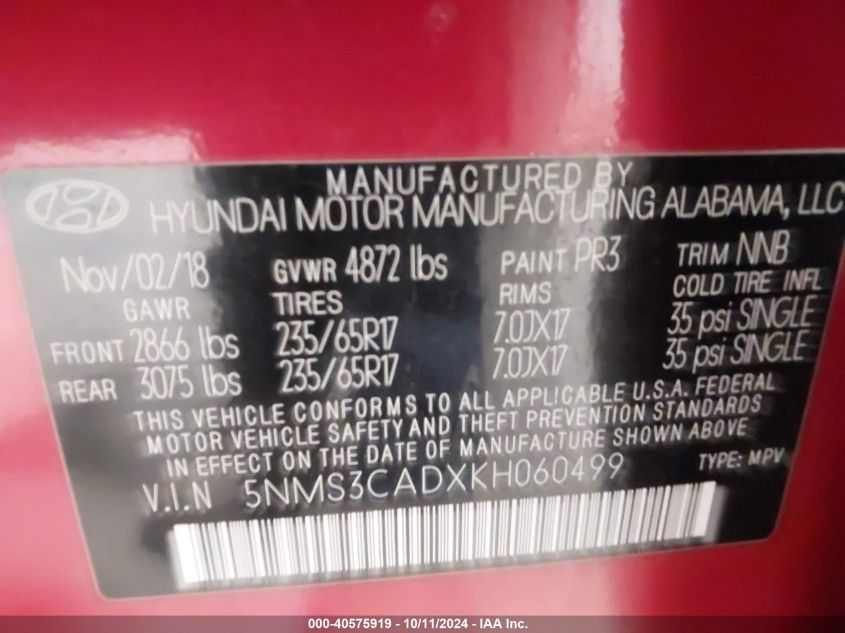 MANUFACTURED BY
HYUNDAI MOTOR MANUFACTURING ALABAMA, LLC
Nov/02/18 GVWR 4872 lbs PAINT PR3 TRIM NNB
GAWR TIRES RIMS COLD TIRE INFL
FRONT 2866 lbs 235/65R17 7.0JX17 35 psi SINGLE
REAR 3075 lbs 235/65R17 7.0JX17 35 psi SINGLE
THIS VEHICLE CONFORMS TO ALL APPLICABLE U.S.A. FEDERAL
MOTOR VEHICLE SAFETY AND THEFT PREVENTION STANDARDS
IN EFFECT ON THE DATE OF MANUFACTURE SHOWN ABOVE
V.I.N 5NMS3CADXKH060499 TYPE: MPV
000-40575919 - 10/11/2024 - IAA Inc.